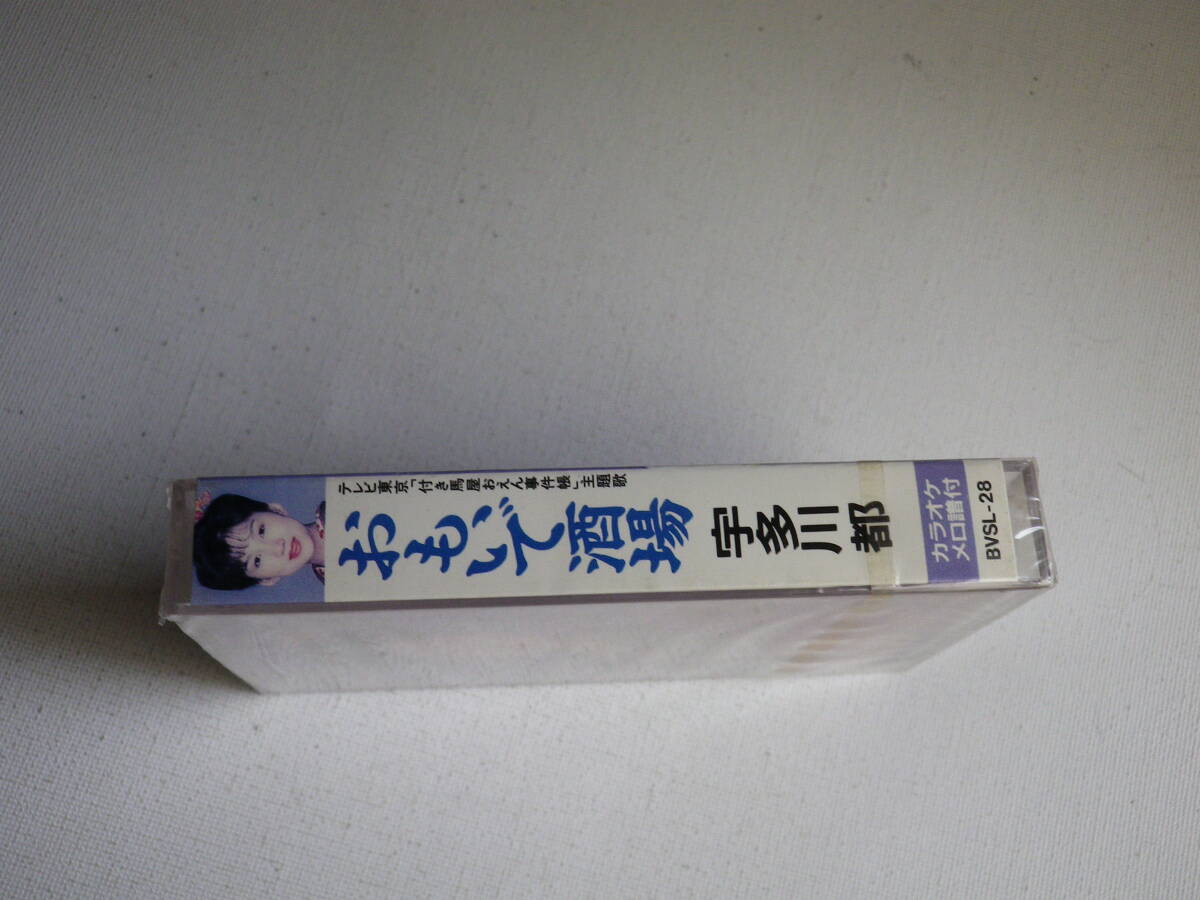 テレビ東京「付き馬屋おえん事件帳」主題歌
おもいで酒場
宇多川都
カラオケ
メロ譜付
BVSL-28